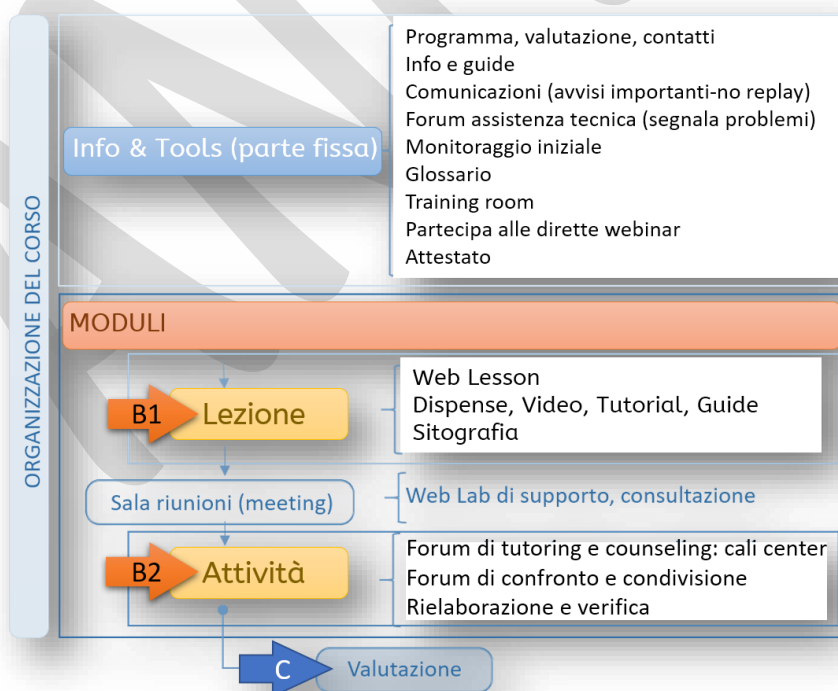 ORGANIZZAZIONE DEL CORSO
Info & Tools (parte fissa)
Programma, valutazione, contatti
Info e guide
Comunicazioni (avvisi importanti-no replay)
Forum assistenza tecnica (segnala problemi)
Monitoraggio iniziale
Glossario
Training room
Partecipa alle dirette webinar
Attestato
MODULI
B1
Lezione
Web Lesson
Dispense, Video, Tutorial, Guide
Sitografia
Sala riunioni (meeting)
Web Lab di supporto, consultazione
B2
Attività
Forum di tutoring e counseling: cali center
Forum di confronto e condivisione
Rielaborazione e verifica
C
Valutazione